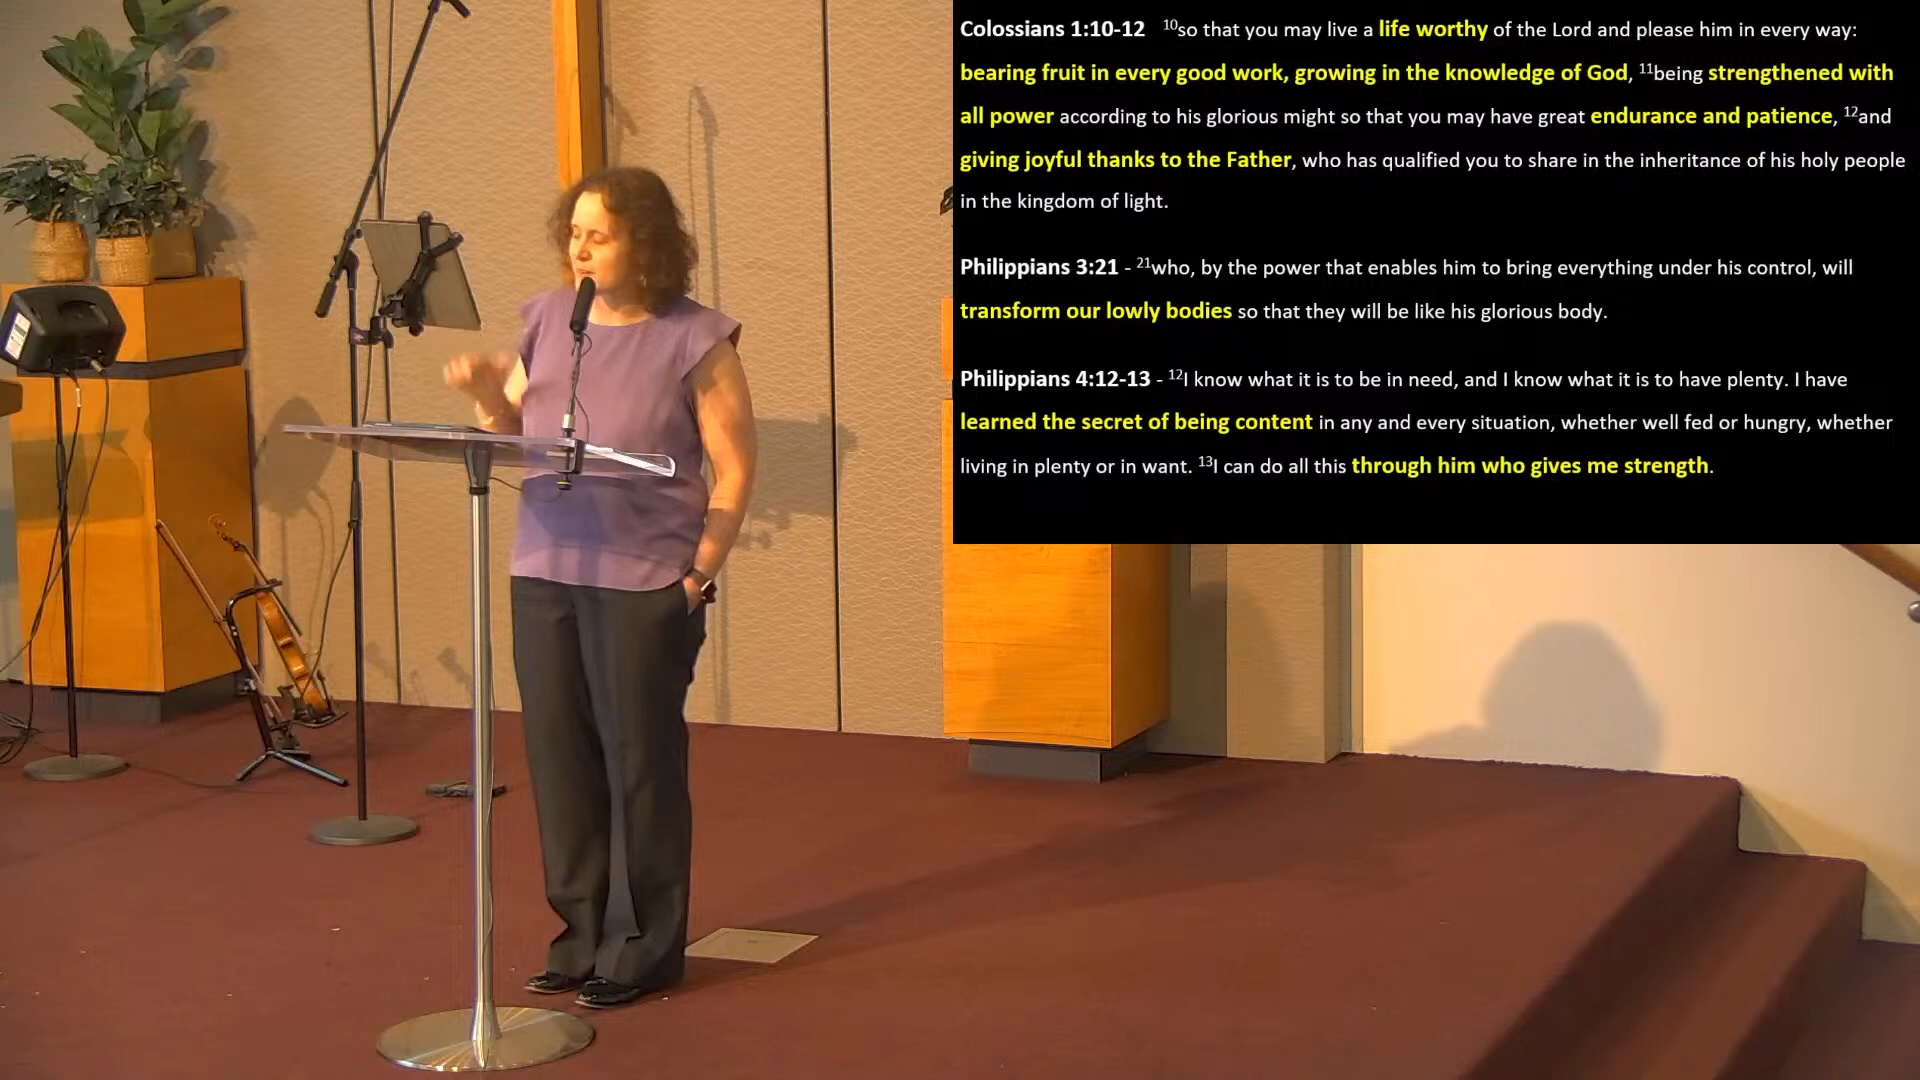 Colossians 1:10-12 ¹⁰so that you may live a life worthy of the Lord and please him in every way:
bearing fruit in every good work, growing in the knowledge of God, ¹¹being strengthened with
all power according to his glorious might so that you may have great endurance and patience, ¹²and
giving joyful thanks to the Father, who has qualified you to share in the inheritance of his holy people
in the kingdom of light.
Philippians 3:21 - ²¹who, by the power that enables him to bring everything under his control, will
transform our lowly bodies so that they will be like his glorious body.
Philippians 4:12-13 - ¹²I know what it is to be in need, and I know what it is to have plenty. I have
learned the secret of being content in any and every situation, whether well fed or hungry, whether
living in plenty or in want. ¹³I can do all this through him who gives me strength.